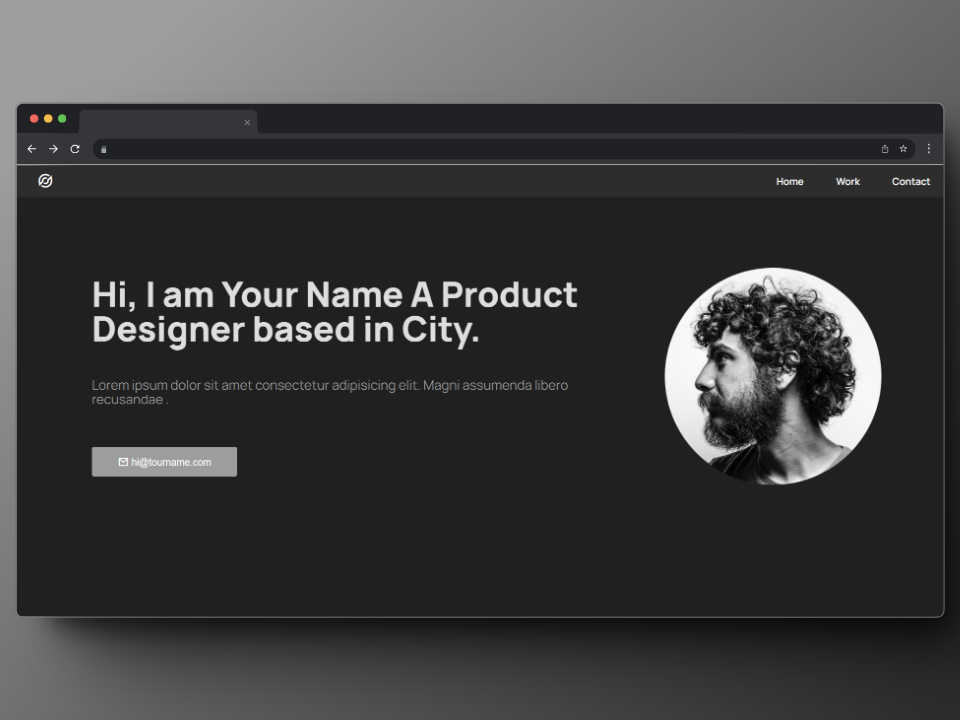 Home Work Contact
Hi, I am Your Name A Product
Designer based in City.
Lorem ipsum dolor sit amet consectetur adipisicing elit. Magni assumenda libero
recusandae .
hi@tourname.com